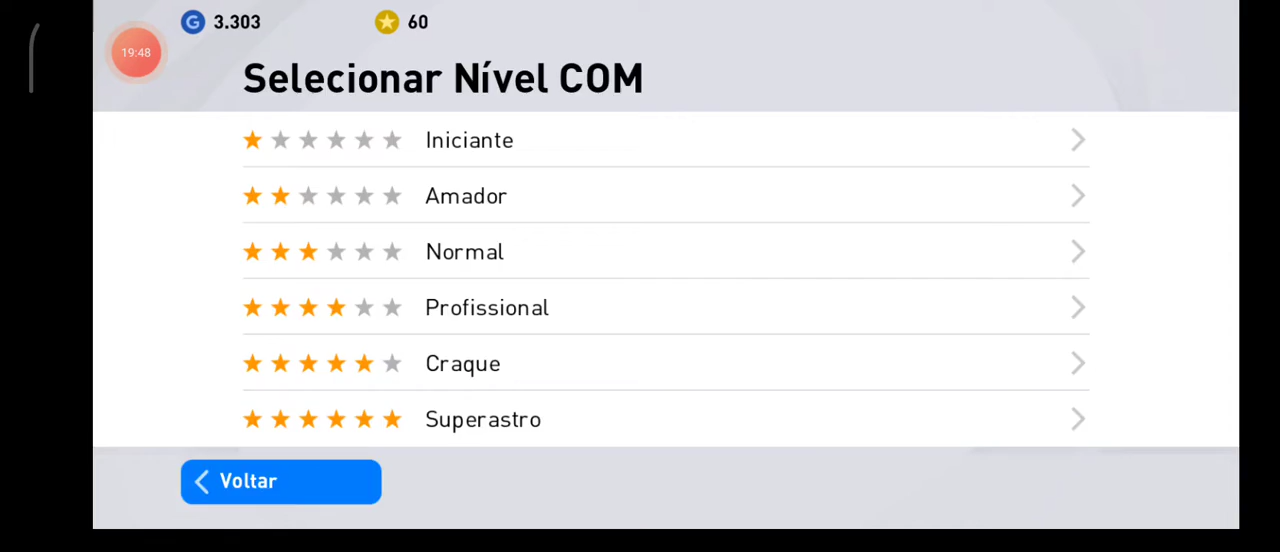 G 3.303
60
19:48
Selecionar Nível COM
Iniciante
Amador
Normal
Profissional
Craque
Superastro
Voltar